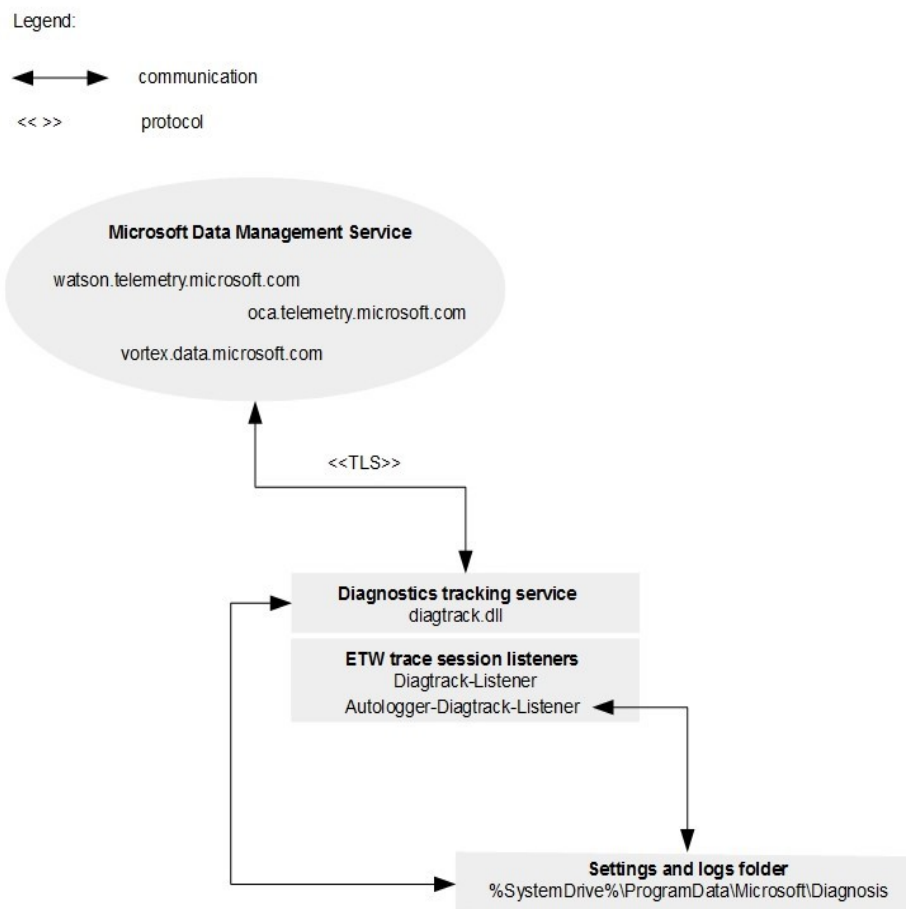 Legend:
communication
<< >> protocol
Microsoft Data Management Service
watson.telemetry.microsoft.com
oca.telemetry.microsoft.com
vortex.data.microsoft.com
<<TLS>>
Diagnostics tracking service
diagtrack.dll
ETW trace session listeners
Diagtrack-Listener
Autologger-Diagtrack-Listener
Settings and logs folder
%SystemDrive%\ProgramData\Microsoft\Diagnosis